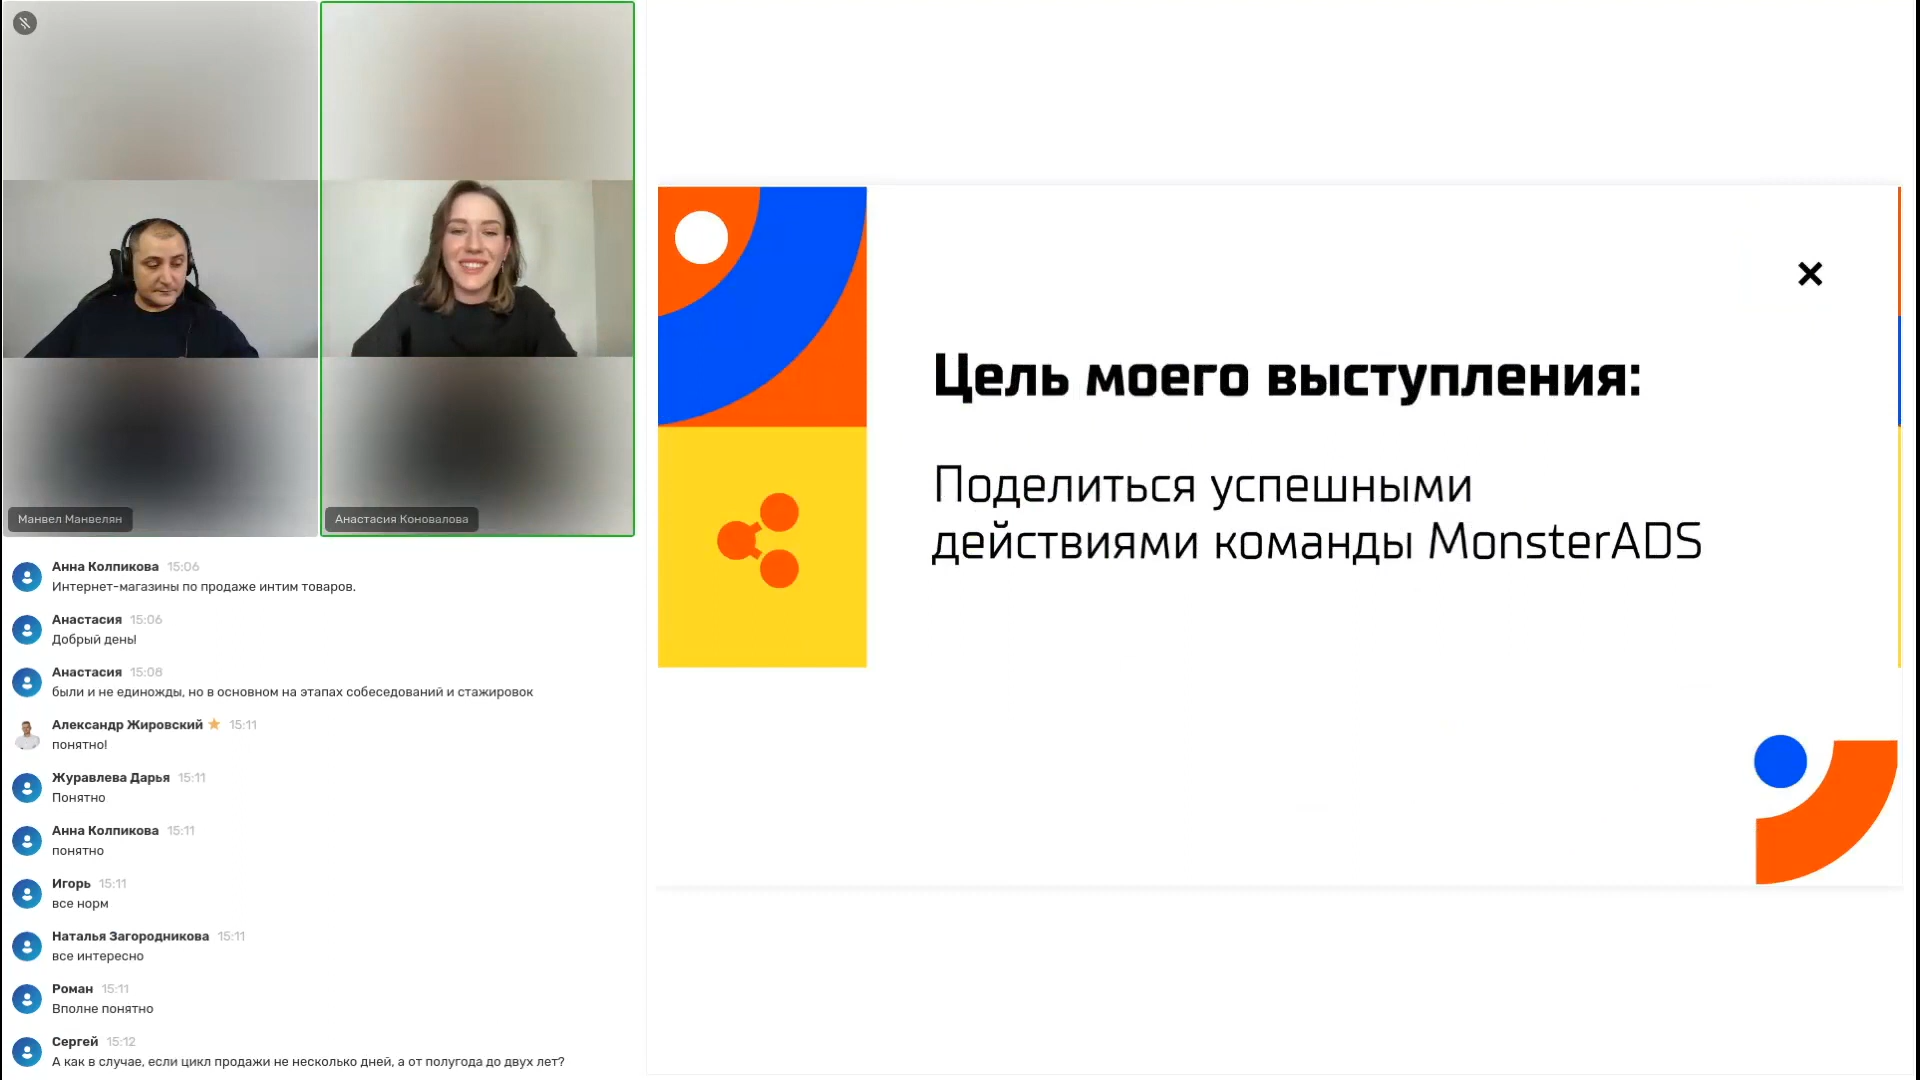 Манвел Манвелян
Анастасия Коновалова
Анна Колпикова 15:06
Интернет-магазины по продаже интим товаров.
Анастасия 15:06
Добрый день!
Анастасия 15:08
были и не единожды, но в основном на этапах собеседований и стажировок
Александр Жировский 15:11
понятно!
Журавлева Дарья 15:11
Понятно
Анна Колпикова 15:11
понятно
Игорь 15:11
все норм
Наталья Загородникова 15:11
все интересно
Роман 15:11
Вполне понятно
Сергей 15:12
А как в случае, если цикл продажи не несколько дней, а от полугода до двух лет?
Цель моего выступления:
Поделиться успешными
действиями команды MonsterADS